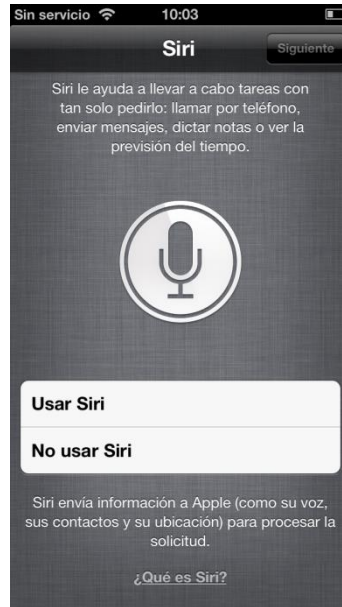 Sin servicio 10:03
Siri Siguiente
Siri le ayuda a llevar a cabo tareas con
tan solo pedirlo: llamar por teléfono,
enviar mensajes, dictar notas o ver la
previsión del tiempo.
Usar Siri
No usar Siri
Siri envía información a Apple (como su voz,
sus contactos y su ubicación) para procesar la
solicitud.
¿Qué es Siri?